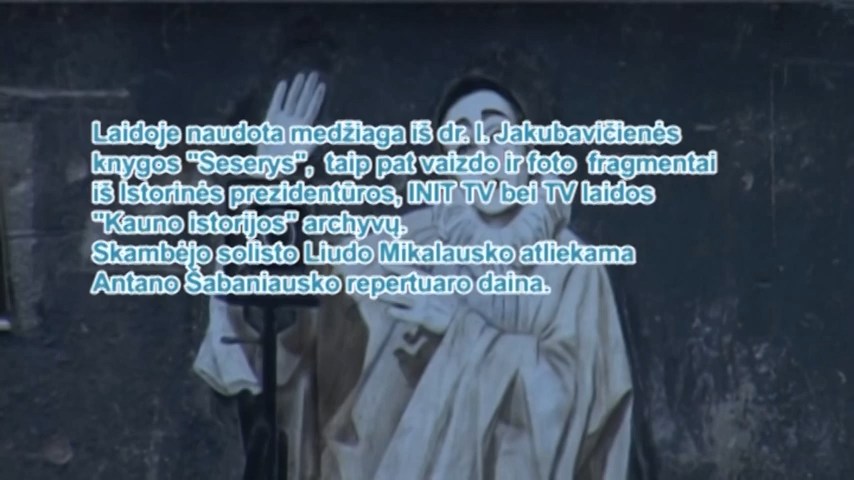 Laidoje naudota medžiaga iš dr. I. Jakubavičienės
knygos "Seserys", taip pat vaizdo ir foto fragmentai
iš Istorinės prezidentūros, INIT TV bei TV laidos
"Kauno istorijos" archyvų.
Skambėjo solisto Liudo Mikalausko atliekama
Antano Šabaniausko repertuaro daina.